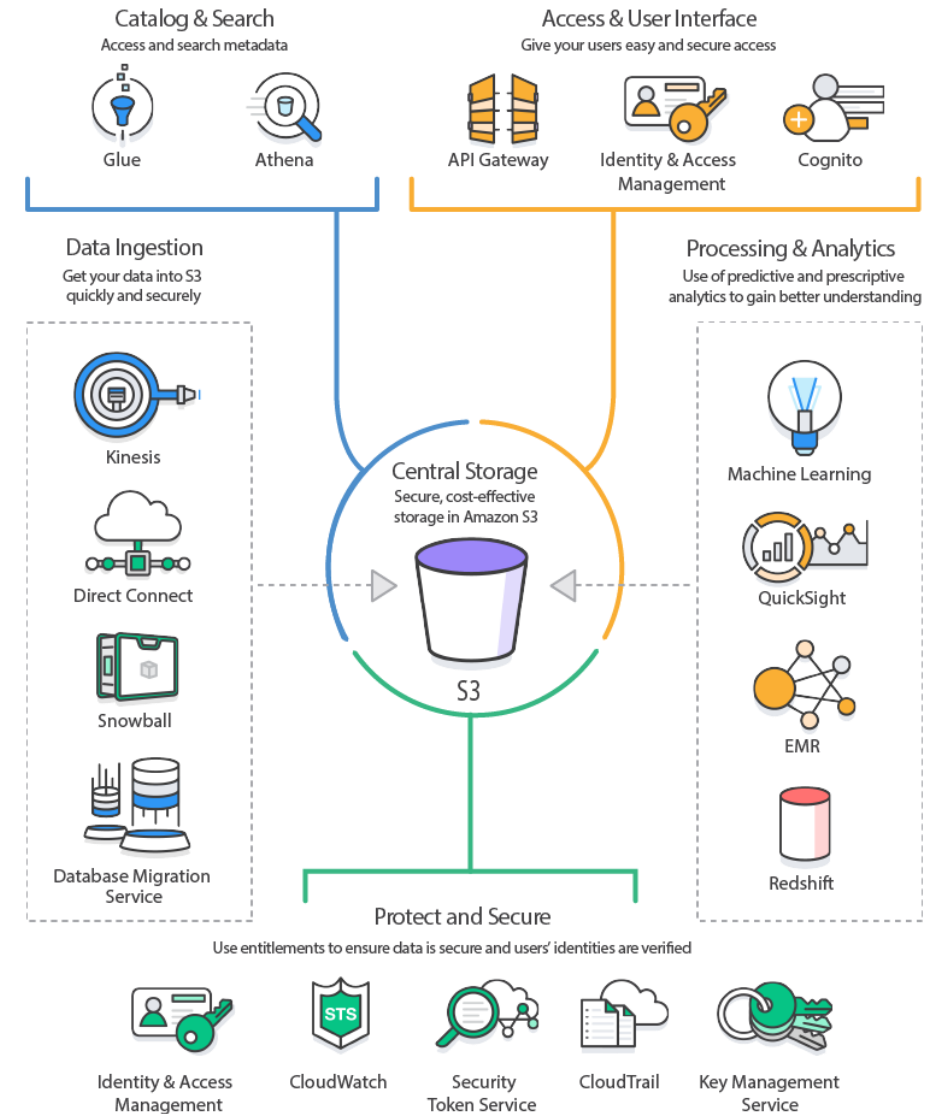 Catalog & Search
Access and search metadata
Glue
Athena
Access & User Interface
Give your users easy and secure access
API Gateway
Identity & Access
Management
Cognito
Data Ingestion
Get your data into S3
quickly and securely
Kinesis
Direct Connect
Snowball
Database Migration
Service
Central Storage
Secure, cost-effective
storage in Amazon S3
S3
Processing & Analytics
Use of predictive and prescriptive
analytics to gain better understanding
Machine Learning
QuickSight
EMR
Redshift
Protect and Secure
Use entitlements to ensure data is secure and users’ identities are verified
Identity & Access
Management
STS
CloudWatch
Security
Token Service
CloudTrail
Key Management
Service